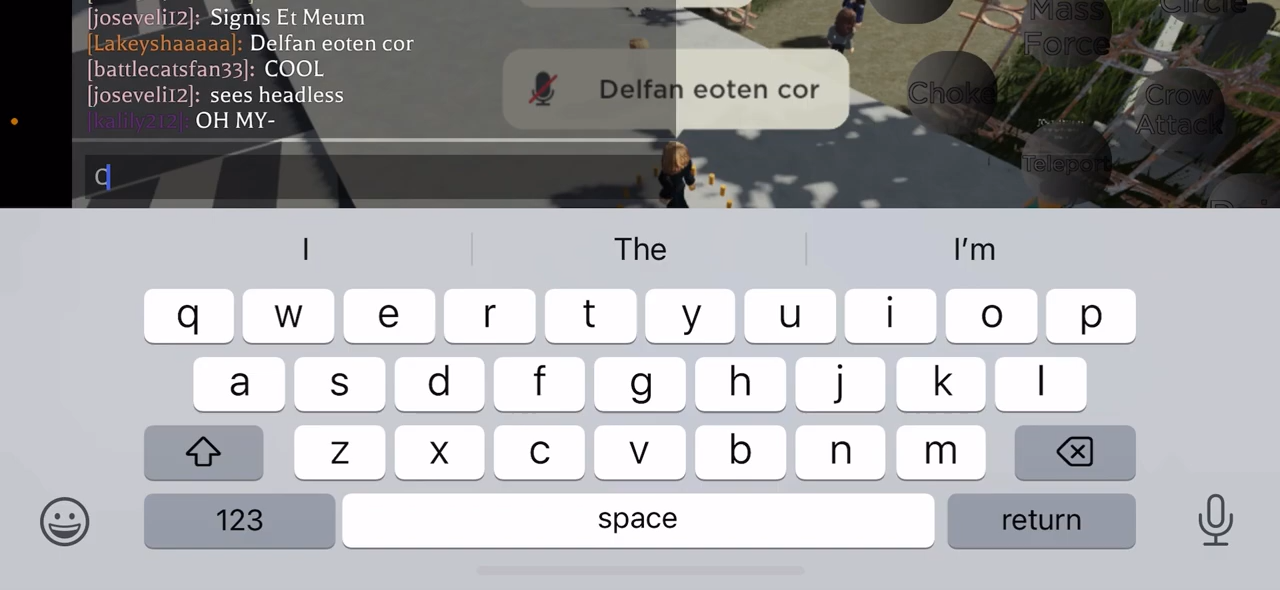 [joseveli12]: Signis Et Meum
[Lakeyshaaaaa]: Delfan eoten cor
[battlecatsfan33]: COOL
[joseveli12]: sees headless
[kalily212]: OH MY-
Delfan eoten cor
Mass
Force
Circle
Choke
Crow
Attack
Teleport
c
I The I'm
q w e r t y u i o p
a s d f g h j k l
z x c v b n m
123 space return